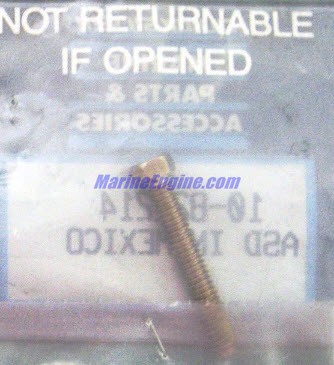 NOT RETURNABLE
IF OPENED
PARTS &
ACCESSORIES
MarineEngine.com
ASD IN MEXICO